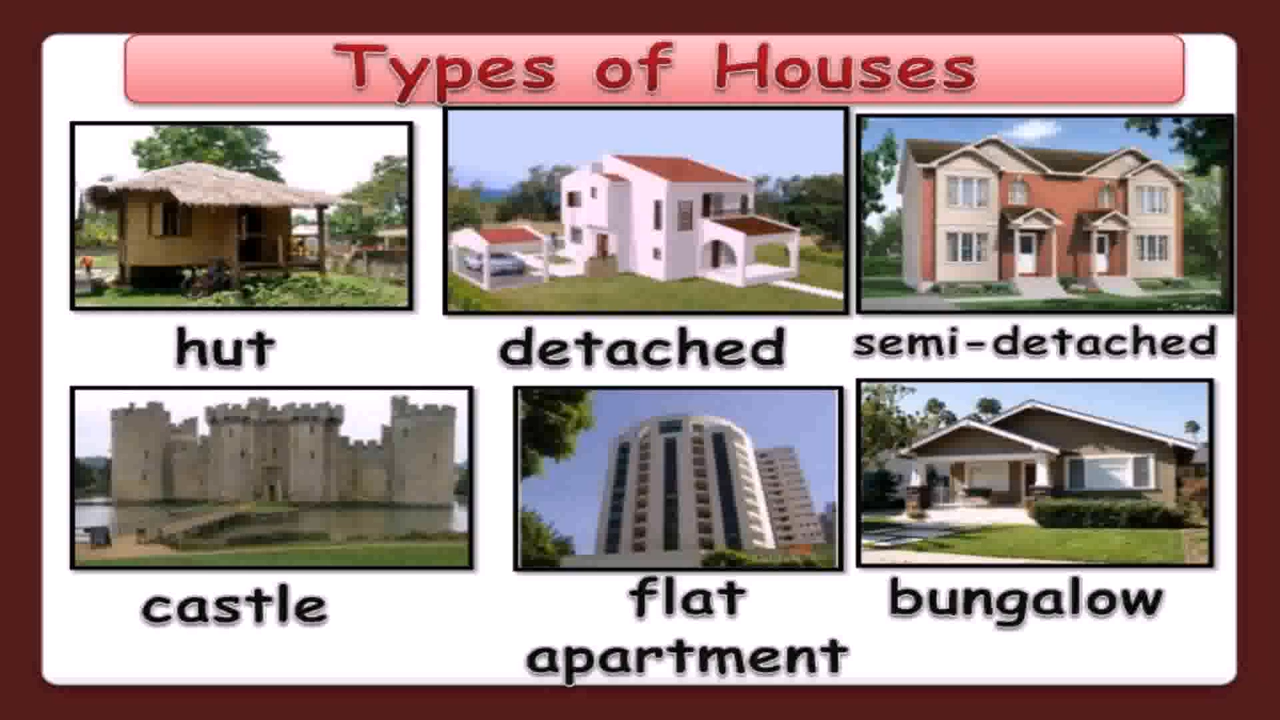 Types of Houses
hut
detached
semi-detached
castle
flat
apartment
bungalow